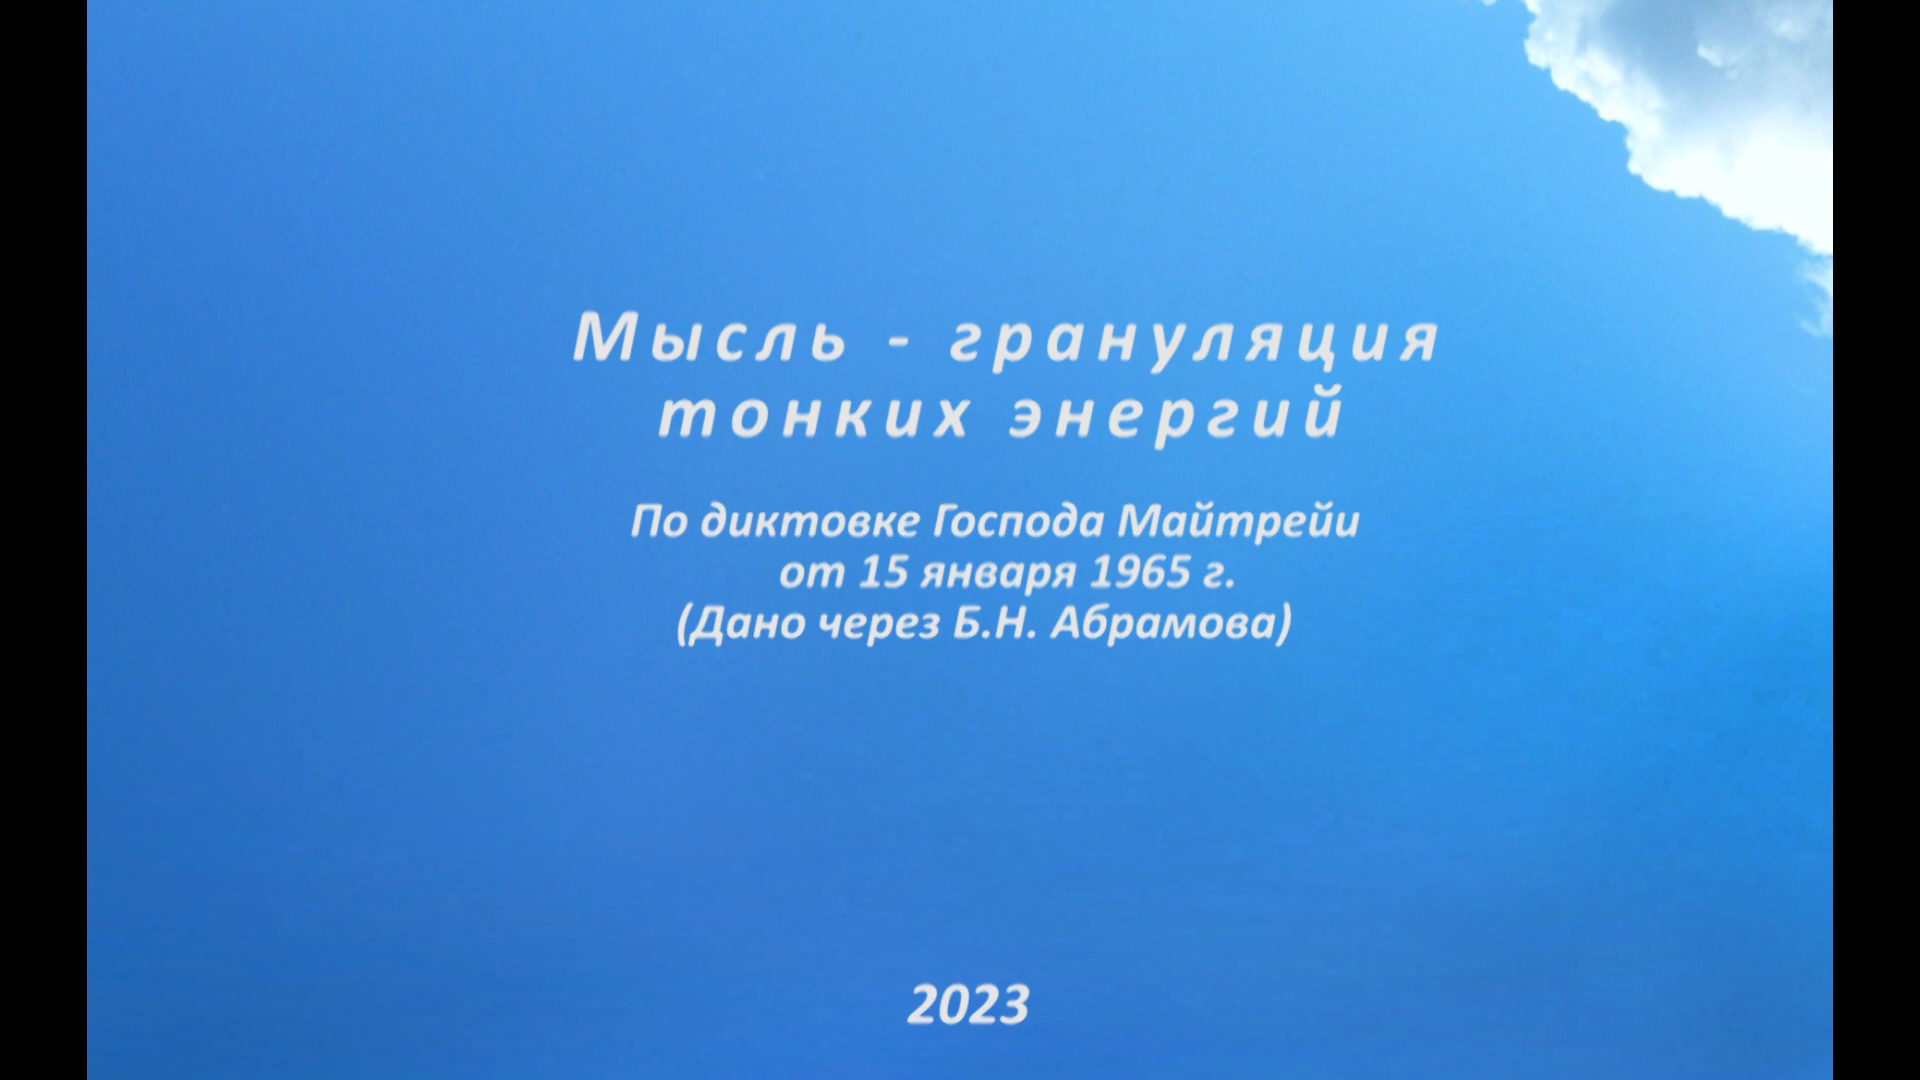 Мысль - грануляция
тонких энергий
По диктовке Господа Майтрейи
от 15 января 1965 г.
(Дано через Б.Н. Абрамова)
2023